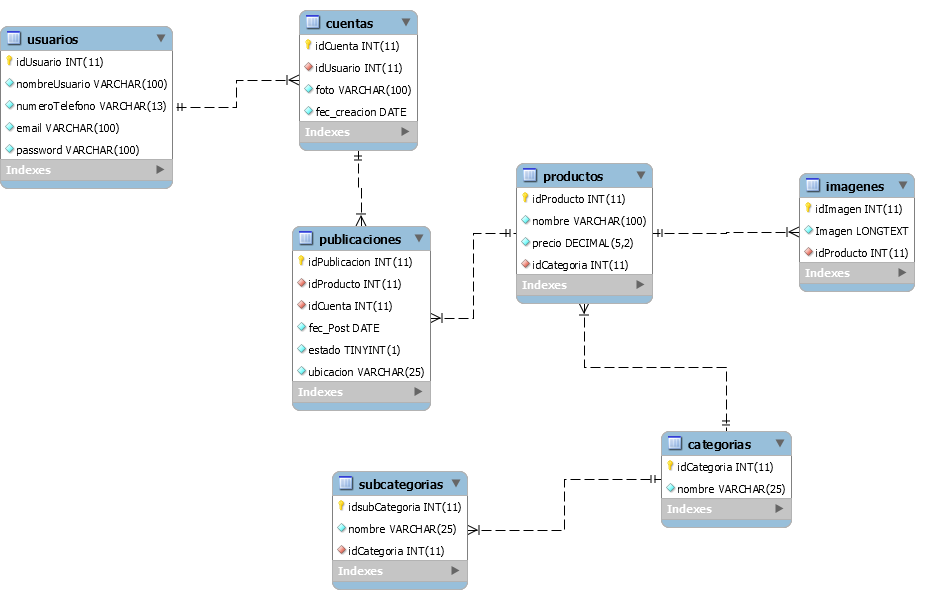 usuarios
idUsuario INT(11)
nombreUsuario VARCHAR(100)
numeroTelefono VARCHAR(13)
email VARCHAR(100)
password VARCHAR(100)
Indexes
cuentas
idCuenta INT(11)
idUsuario INT(11)
foto VARCHAR(100)
fec_creacion DATE
Indexes
publicaciones
idPublicacion INT(11)
idProducto INT(11)
idCuenta INT(11)
fec_Post DATE
estado TINYINT(1)
ubicacion VARCHAR(25)
Indexes
productos
idProducto INT(11)
nombre VARCHAR(100)
precio DECIMAL(5,2)
idCategoria INT(11)
Indexes
imagenes
idImagen INT(11)
Imagen LONGTEXT
idProducto INT(11)
Indexes
categorias
idCategoria INT(11)
nombre VARCHAR(25)
Indexes
subcategorias
idsubCategoria INT(11)
nombre VARCHAR(25)
idCategoria INT(11)
Indexes